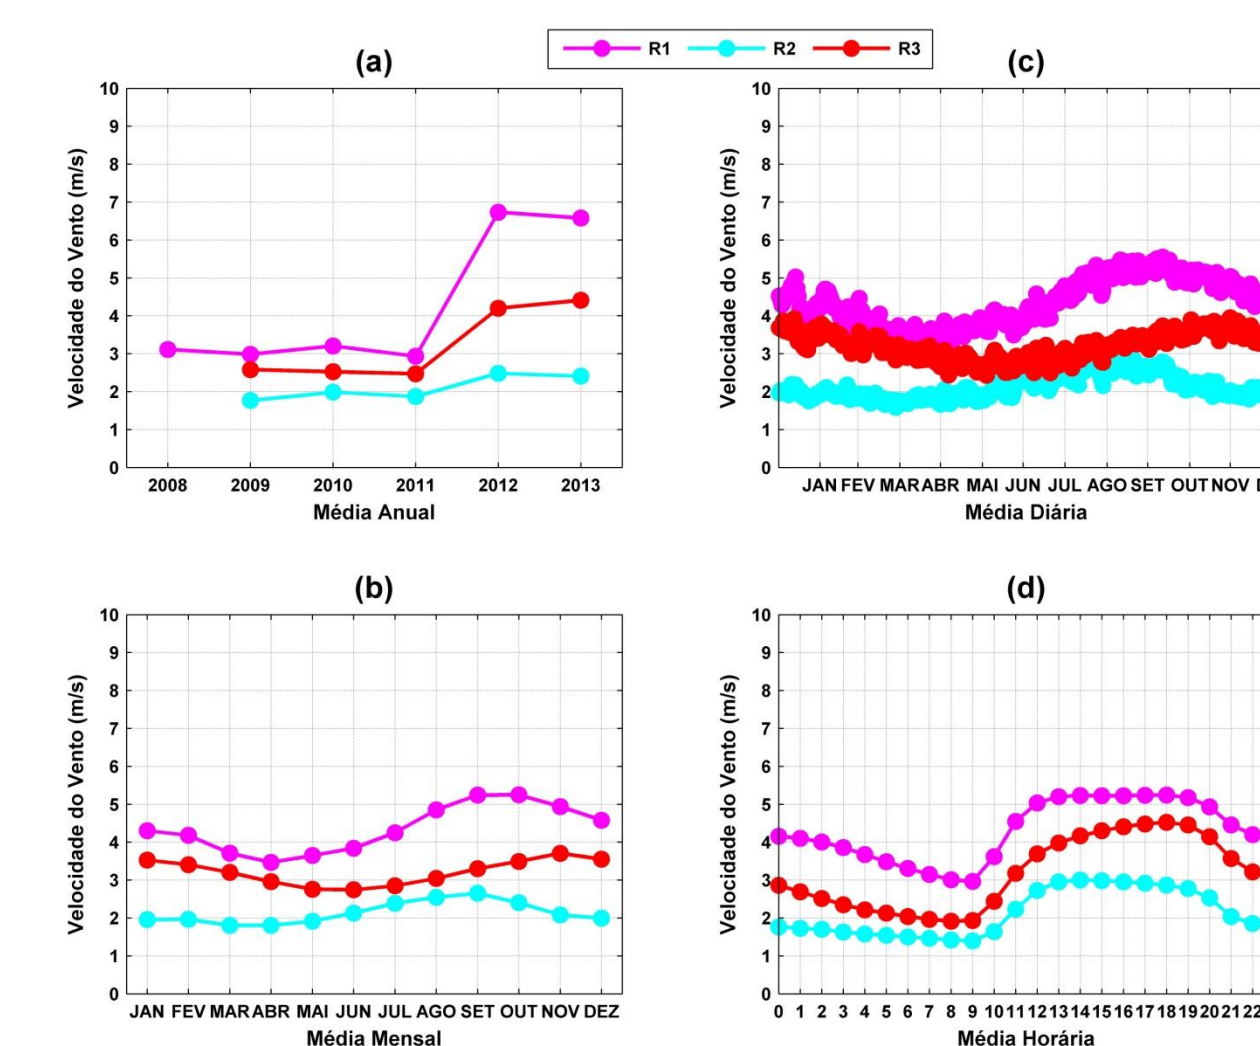 R1 R2 R3
(a)
Velocidade do Vento (m/s)
10
9
8
7
6
5
4
3
2
1
0
2008 2009 2010 2011 2012 2013
Média Anual
(c)
Velocidade do Vento (m/s)
10
9
8
7
6
5
4
3
2
1
0
JAN FEV MAR ABR MAI JUN JUL AGO SET OUT NOV
Média Diária
(b)
Velocidade do Vento (m/s)
10
9
8
7
6
5
4
3
2
1
0
JAN FEV MAR ABR MAI JUN JUL AGO SET OUT NOV DEZ
Média Mensal
(d)
Velocidade do Vento (m/s)
10
9
8
7
6
5
4
3
2
1
0
0 1 2 3 4 5 6 7 8 9 10 11 12 13 14 15 16 17 18 19 20 21 22
Média Horária